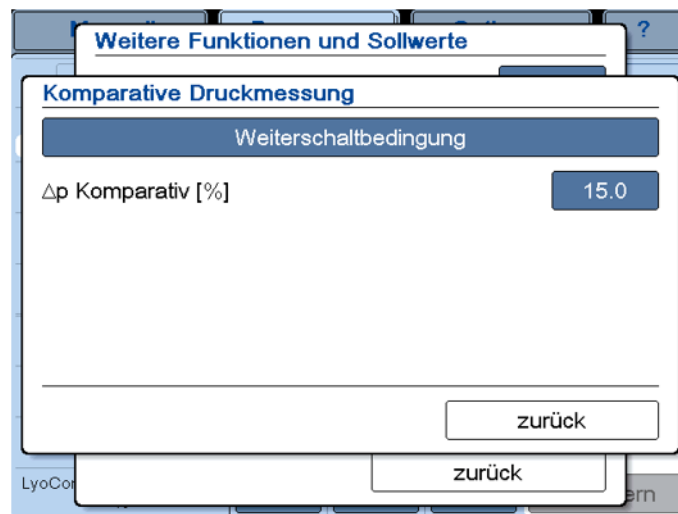 ?
Weitere Funktionen und Sollwerte
Komparative Druckmessung
Weiterschaltbedingung
△p Komparativ [%]
15.0
zurück
zurück